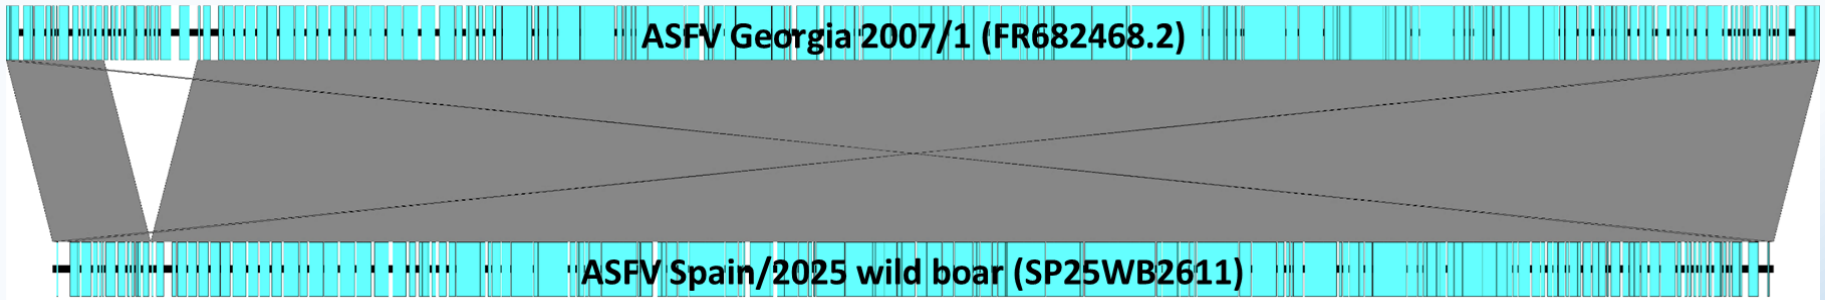 ASFV Georgia 2007/1 (FR682468.2)
ASFV Spain/2025 wild boar (SP25WB2611)